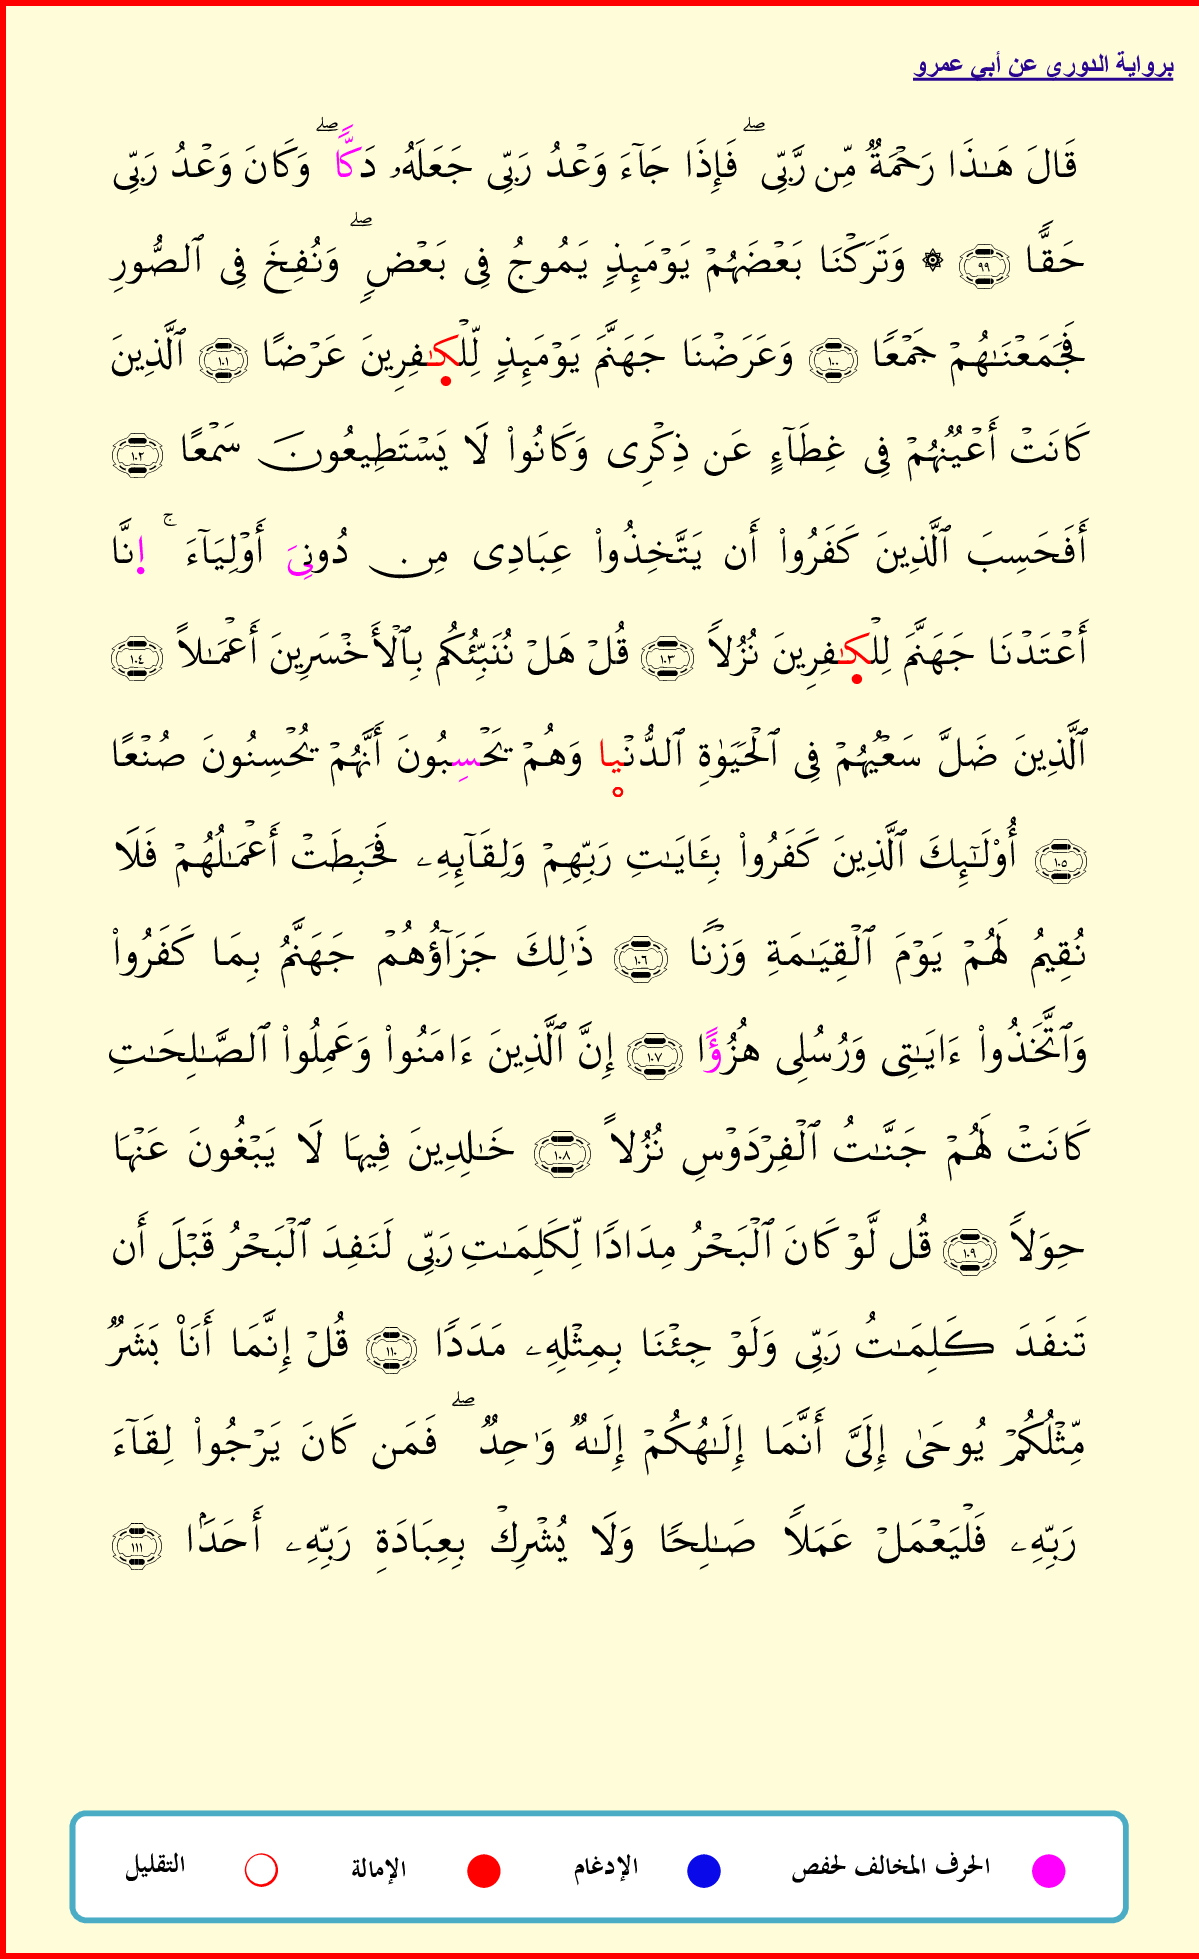 برواية الدورى عن أبى عمرو
قَالَ هَـٰذَا رَحْمَةٌ مِّن رَّبِّى ۖ فَإِذَا جَآءَ وَعْدُ رَبِّى جَعَلَهُۥ دَكًّا ۖ وَكَانَ وَعْدُ رَبِّى
حَقًّا ٩٩ ۞ وَتَرَكْنَا بَعْضَهُمْ يَوْمَئِذٍ يَمُوجُ فِى بَعْضٍ ۖ وَنُفِخَ فِى ٱلصُّورِ
فَجَمَعْنَـٰهُمْ جَمْعًا ١٠٠ وَعَرَضْنَا جَهَنَّمَ يَوْمَئِذٍ لِّلْكَـٰفِرِينَ عَرْضًا ١٠١ ٱلَّذِينَ
كَانَتْ أَعْيُنُهُمْ فِى غِطَآءٍ عَن ذِكْرِى وَكَانُوا۟ لَا يَسْتَطِيعُونَ سَمْعًا ١٠٢
أَفَحَسِبَ ٱلَّذِينَ كَفَرُوا۟ أَن يَتَّخِذُوا۟ عِبَادِى مِن دُونِىَ أَوْلِيَآءَ ۚ إِنَّا
أَعْتَدْنَا جَهَنَّمَ لِلْكَـٰفِرِينَ نُزُلًا ١٠٣ قُلْ هَلْ نُنَبِّئُكُم بِٱلْأَخْسَرِينَ أَعْمَـٰلًا ١٠٤
ٱلَّذِينَ ضَلَّ سَعْيُهُمْ فِى ٱلْحَيَوٰةِ ٱلدُّنْيا وَهُمْ يَحْسِبُونَ أَنَّهُمْ يُحْسِنُونَ صُنْعًا
١٠٥ أُو۟لَـٰٓئِكَ ٱلَّذِينَ كَفَرُوا۟ بِـَٔايَـٰتِ رَبِّهِمْ وَلِقَآئِهِۦ فَحَبِطَتْ أَعْمَـٰلُهُمْ فَلَا
نُقِيمُ لَهُمْ يَوْمَ ٱلْقِيَـٰمَةِ وَزْنًا ١٠٦ ذَٰلِكَ جَزَآؤُهُمْ جَهَنَّمُ بِمَا كَفَرُوا۟
وَٱتَّخَذُوا۟ ءَايَـٰتِى وَرُسُلِى هُزُؤًا ١٠٧ إِنَّ ٱلَّذِينَ ءَامَنُوا۟ وَعَمِلُوا۟ ٱلصَّـٰلِحَـٰتِ
كَانَتْ لَهُمْ جَنَّـٰتُ ٱلْفِرْدَوْسِ نُزُلًا ١٠٨ خَـٰلِدِينَ فِيهَا لَا يَبْغُونَ عَنْهَا
حِوَلًا ١٠٩ قُل لَّوْ كَانَ ٱلْبَحْرُ مِدَادًا لِّكَلِمَـٰتِ رَبِّى لَنَفِدَ ٱلْبَحْرُ قَبْلَ أَن
تَنفَدَ كَلِمَـٰتُ رَبِّى وَلَوْ جِئْنَا بِمِثْلِهِۦ مَدَدًا ١١٠ قُلْ إِنَّمَا أَنَا۠ بَشَرٌ
مِّثْلُكُمْ يُوحَىٰ إِلَىَّ أَنَّمَا إِلَـٰهُكُمْ إِلَـٰهٌ وَٰحِدٌ ۖ فَمَن كَانَ يَرْجُوا۟ لِقَآءَ
رَبِّهِۦ فَلْيَعْمَلْ عَمَلًا صَـٰلِحًا وَلَا يُشْرِكْ بِعِبَادَةِ رَبِّهِۦ أَحَدًۢا ١١١
الحرف المخالف لحفص الإدغام الإمالة التقليل